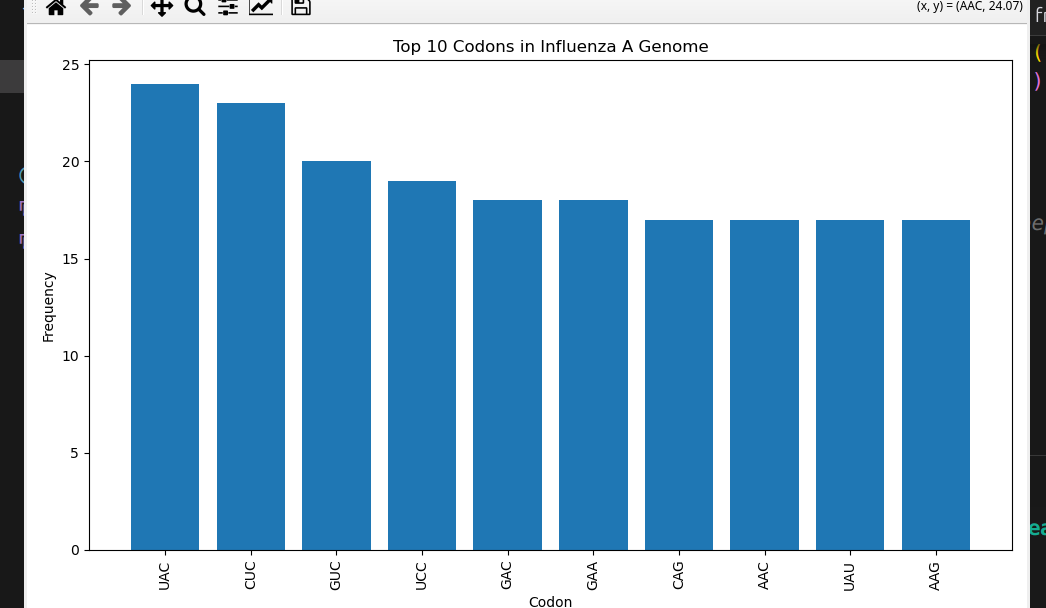 (x, y) = (AAC, 24.07)
Top 10 Codons in Influenza A Genome
25
20
15
10
5
0
Frequency
UAC
CUC
GUC
UCC
GAC
GAA
CAG
AAC
UAU
AAG
Codon
(
)